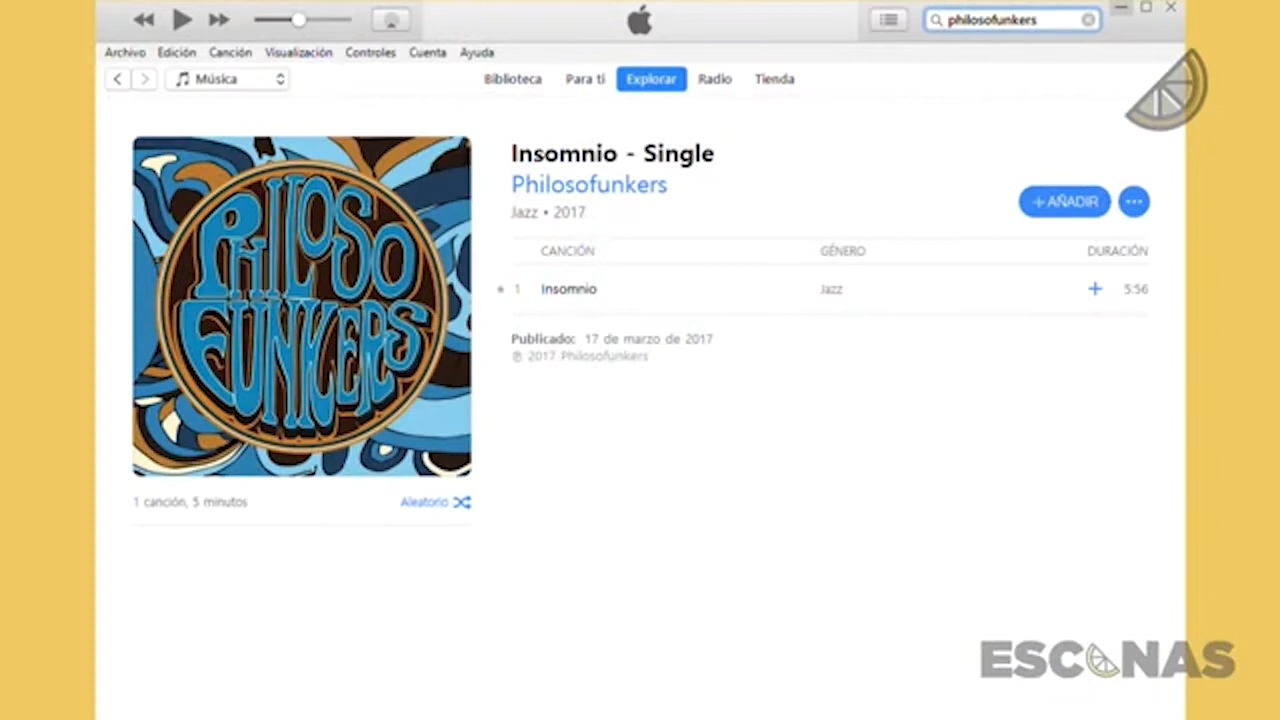 philosofunkers
Archivo Edición Canción Visualización Controles Cuenta Ayuda
Música
Biblioteca Para ti Explorar Radio Tienda
PHILOSO
FUNKERS
Insomnio - Single
Philosofunkers
Jazz • 2017
+ AÑADIR
CANCIÓN GÉNERO DURACIÓN
1 Insomnio Jazz + 5:56
Publicado: 17 de marzo de 2017
℗ 2017 Philosofunkers
1 canción, 5 minutos Aleatorio
ESCENAS